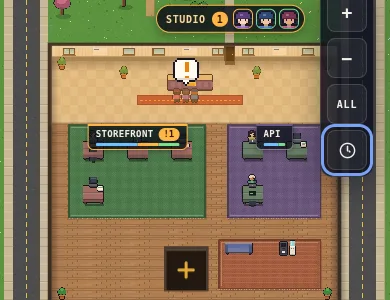 STUDIO 1
+
−
ALL
!
STOREFRONT !1
API
+